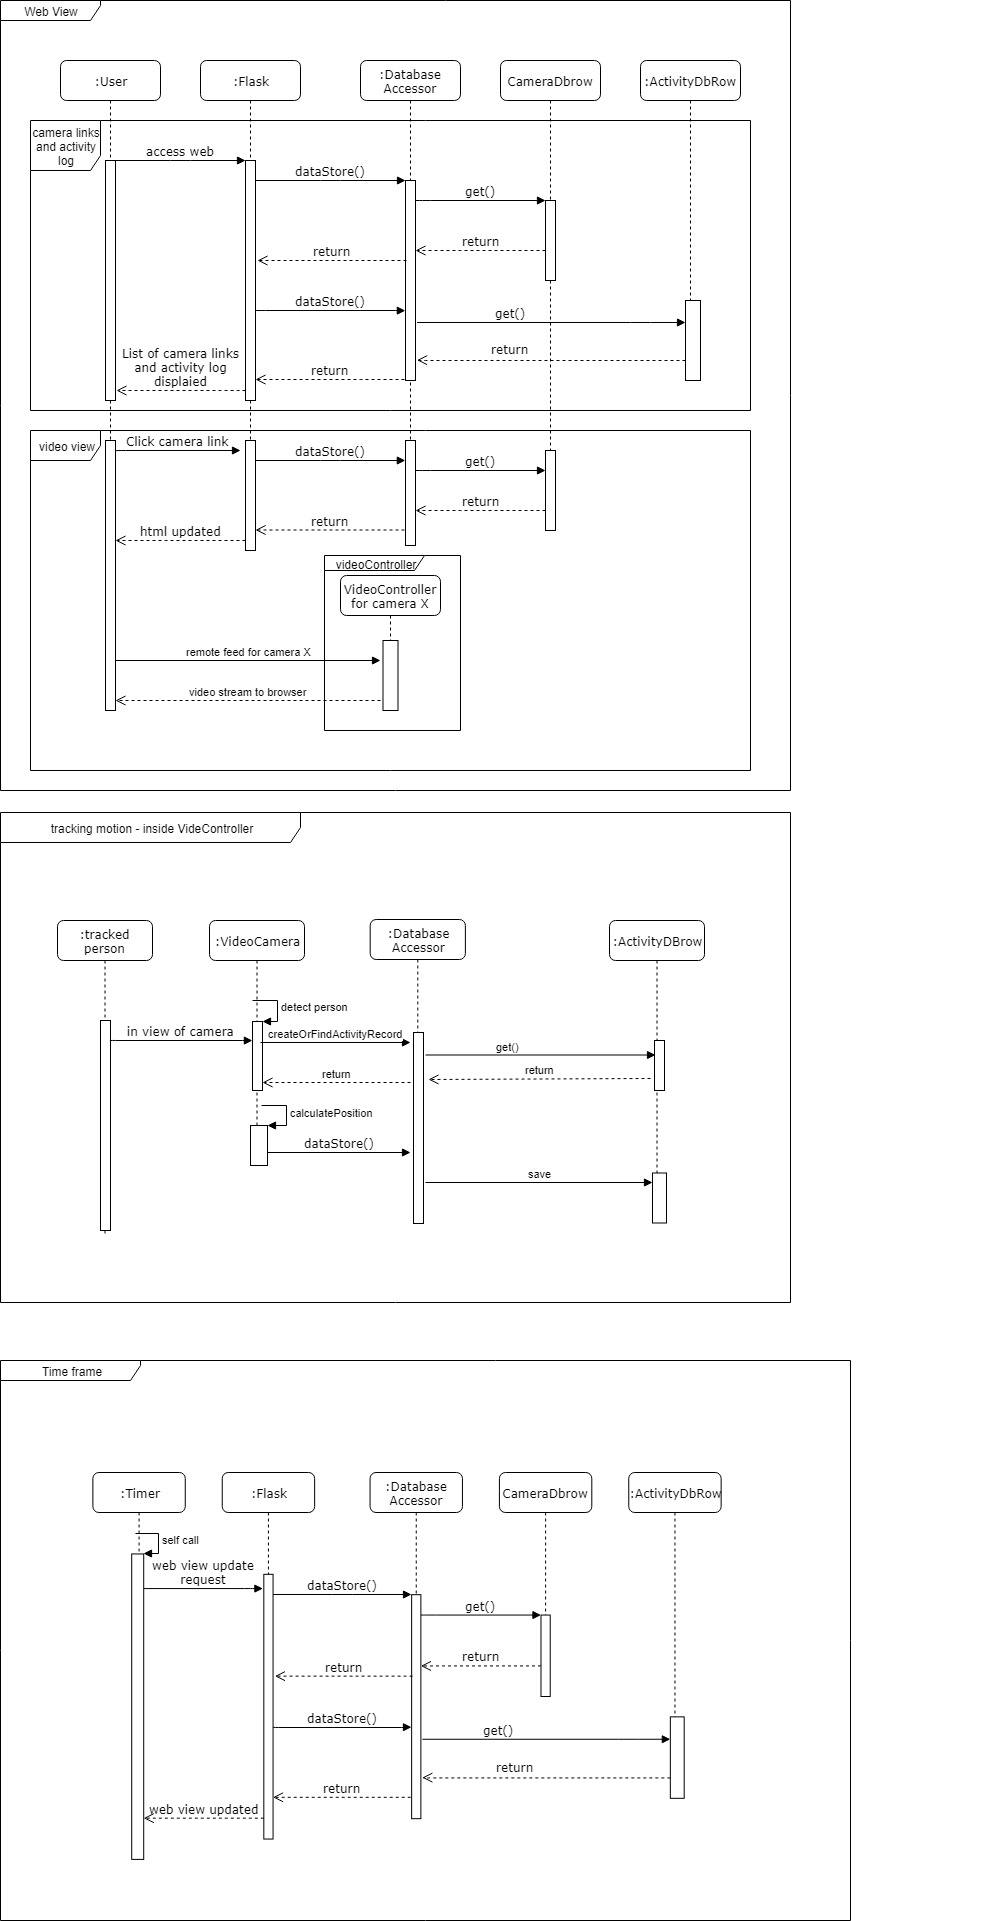 Web View
:User
:Flask
:Database
Accessor
CameraDbrow
:ActivityDbRow
camera links
and activity
log
access web
dataStore()
get()
return
return
dataStore()
get()
return
List of camera links
and activity log
displaied
return
video view
Click camera link
dataStore()
get()
return
return
html updated
videoController
VideoController
for camera X
remote feed for camera X
video stream to browser
tracking motion - inside VideController
:tracked
person
:VideoCamera
:Database
Accessor
:ActivityDBrow
detect person
in view of camera
createOrFindActivityRecord
get()
return
return
calculatePosition
dataStore()
save
Time frame
:Timer
:Flask
:Database
Accessor
CameraDbrow
:ActivityDbRow
self call
web view update
request
dataStore()
get()
return
return
dataStore()
get()
return
return
web view updated